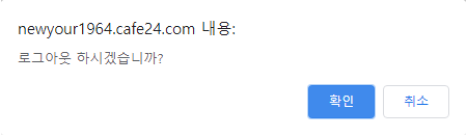 newyour1964.cafe24.com 내용:
로그아웃 하시겠습니까?
확인 취소